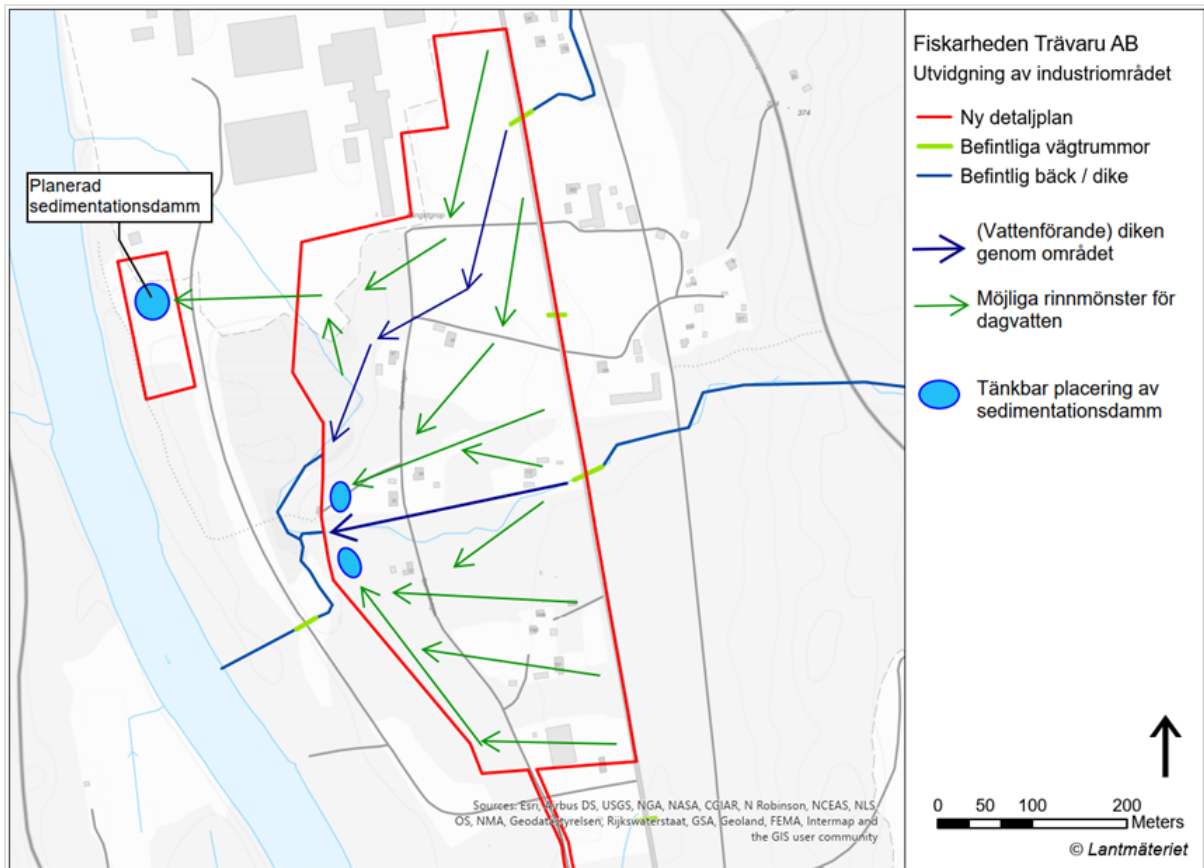 Fiskarheden Trävaru AB
Utvidgning av industriområdet
Ny detaljplan
Befintliga vägtrummor
Befintlig bäck / dike
(Vattenförande) diken
genom området
Möjliga rinnmönster för
dagvatten
Tänkbar placering av
sedimentationsdamm
Planerad
sedimentationsdamm
374
Sources: Esri, Airbus DS, USGS, NGA, NASA, CGIAR, N Robinson, NCEAS, NLS,
OS, NMA, Geodatastyrelsen, Rijkswaterstaat, GSA, Geoland, FEMA, Intermap and
the GIS user community
0 50 100 200
Meters
© Lantmäteriet